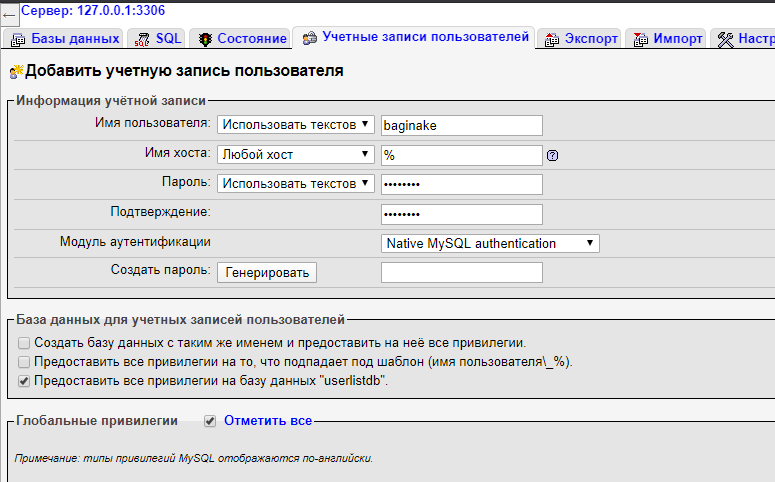 Сервер: 127.0.0.1:3306
Базы данных SQL Состояние Учетные записи пользователей Экспорт Импорт Настр
Добавить учетную запись пользователя
Информация учётной записи
Имя пользователя: Использовать текстов baginake
Имя хоста: Любой хост %
Пароль: Использовать текстов ••••••••
Подтверждение: ••••••••
Модуль аутентификации Native MySQL authentication
Создать пароль: Генерировать
База данных для учетных записей пользователей
Создать базу данных с таким же именем и предоставить на неё все привилегии.
Предоставить все привилегии на то, что подпадает под шаблон (имя пользователя\_%).
Предоставить все привилегии на базу данных "userlistdb".
Глобальные привилегии Отметить все
Примечание: типы привилегий MySQL отображаются по-английски.